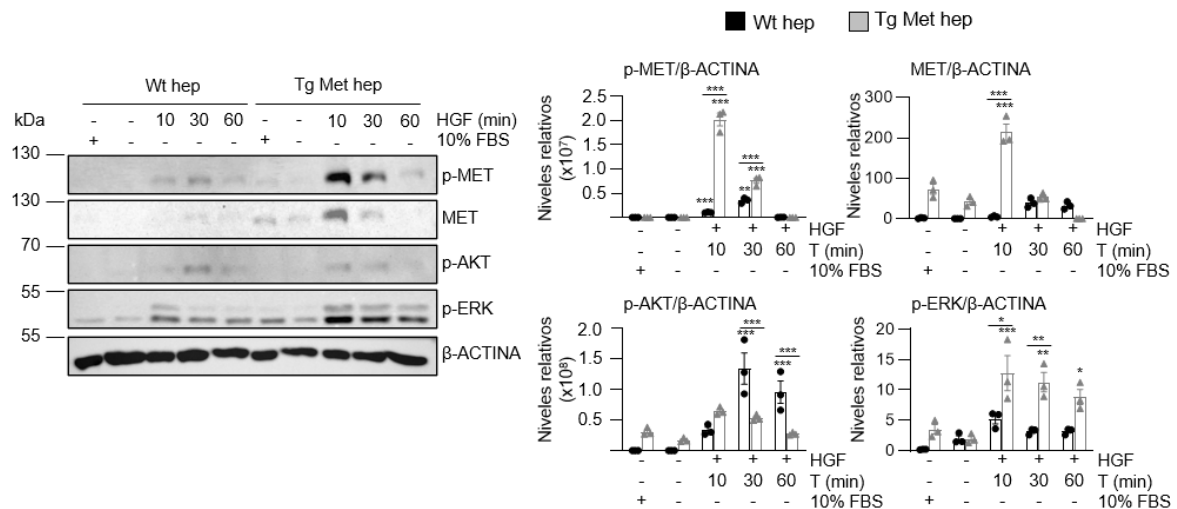 Wt hep Tg Met hep
Wt hep Tg Met hep
kDa - - 10 30 60 - - 10 30 60 HGF (min)
+ - - - - + - - - - 10% FBS
130
p-MET
130
MET
70
p-AKT
55
p-ERK
55
β-ACTINA
p-MET/β-ACTINA
Niveles relativos
(x10⁷)
2.5
2.0
1.5
1.0
0.5
***
***
***
***
***
**
- - + + + HGF
- - 10 30 60 T (min)
+ - - - - 10% FBS
MET/β-ACTINA
Niveles relativos
300
200
100
0
***
***
- - + + + HGF
- - 10 30 60 T (min)
+ - - - - 10% FBS
p-AKT/β-ACTINA
Niveles relativos
(x10⁸)
2.0
1.5
1.0
0.5
***
***
***
***
- - + + + HGF
- - 10 30 60 T (min)
+ - - - - 10% FBS
p-ERK/β-ACTINA
Niveles relativos
20
15
10
5
0
*
***
**
**
*
- - + + + HGF
- - 10 30 60 T (min)
+ - - - - 10% FBS